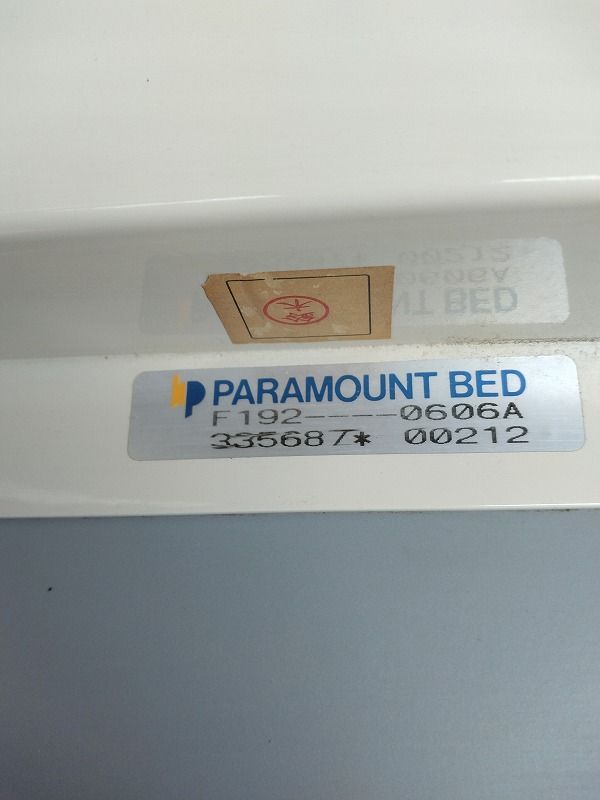 PARAMOUNT BED
F192----0606A
335687* 00212